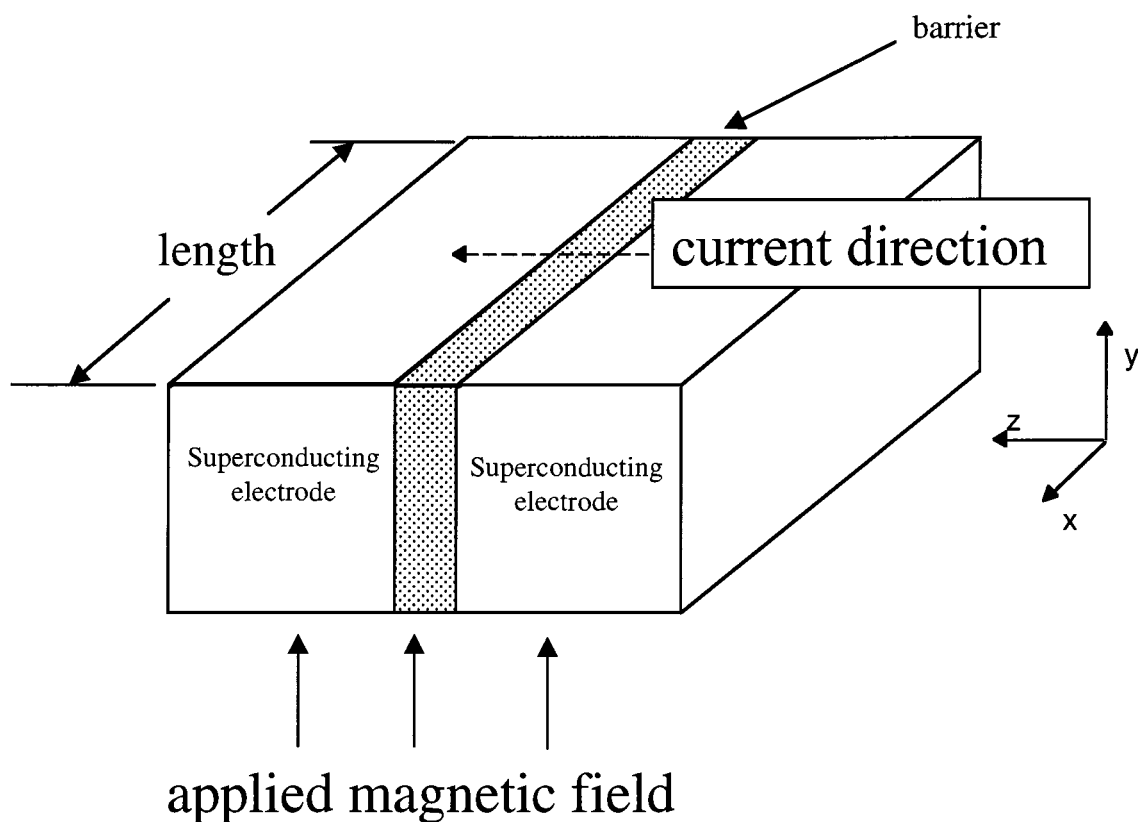 barrier
length
current direction
y
z
x
Superconducting
electrode
Superconducting
electrode
applied magnetic field